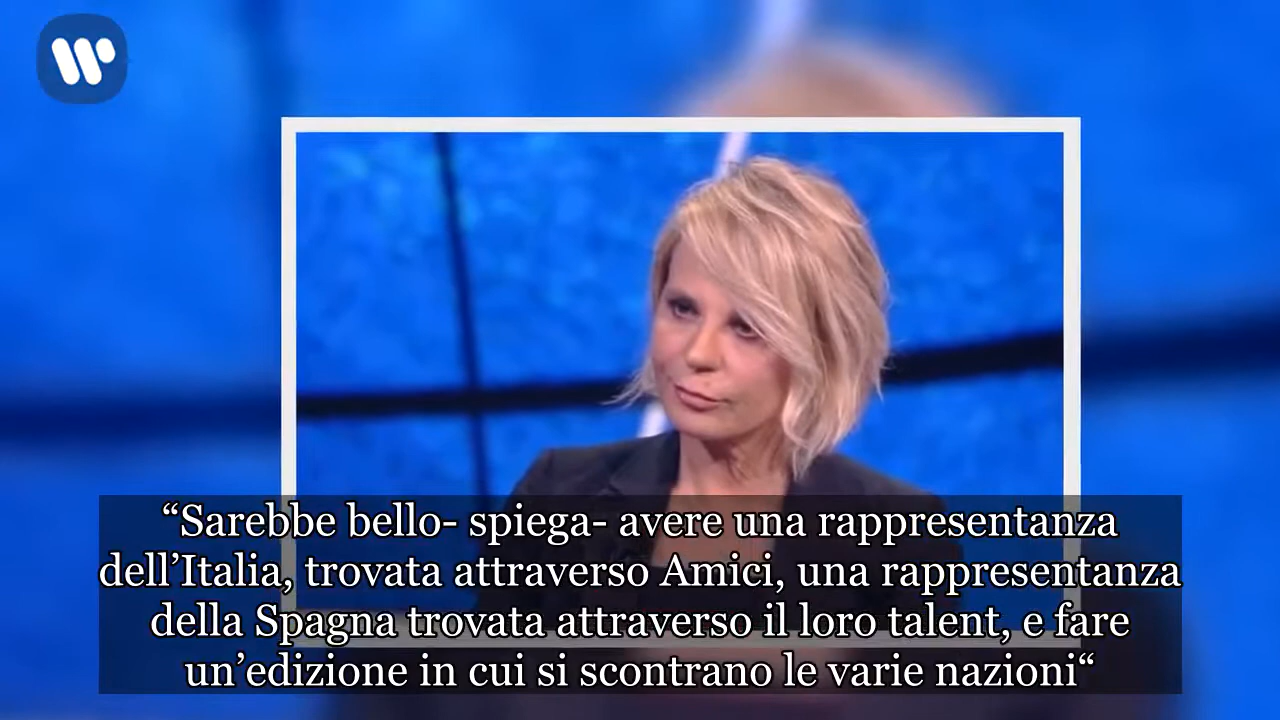 “Sarebbe bello- spiega- avere una rappresentanza
dell’Italia, trovata attraverso Amici, una rappresentanza
della Spagna trovata attraverso il loro talent, e fare
un’edizione in cui si scontrano le varie nazioni“